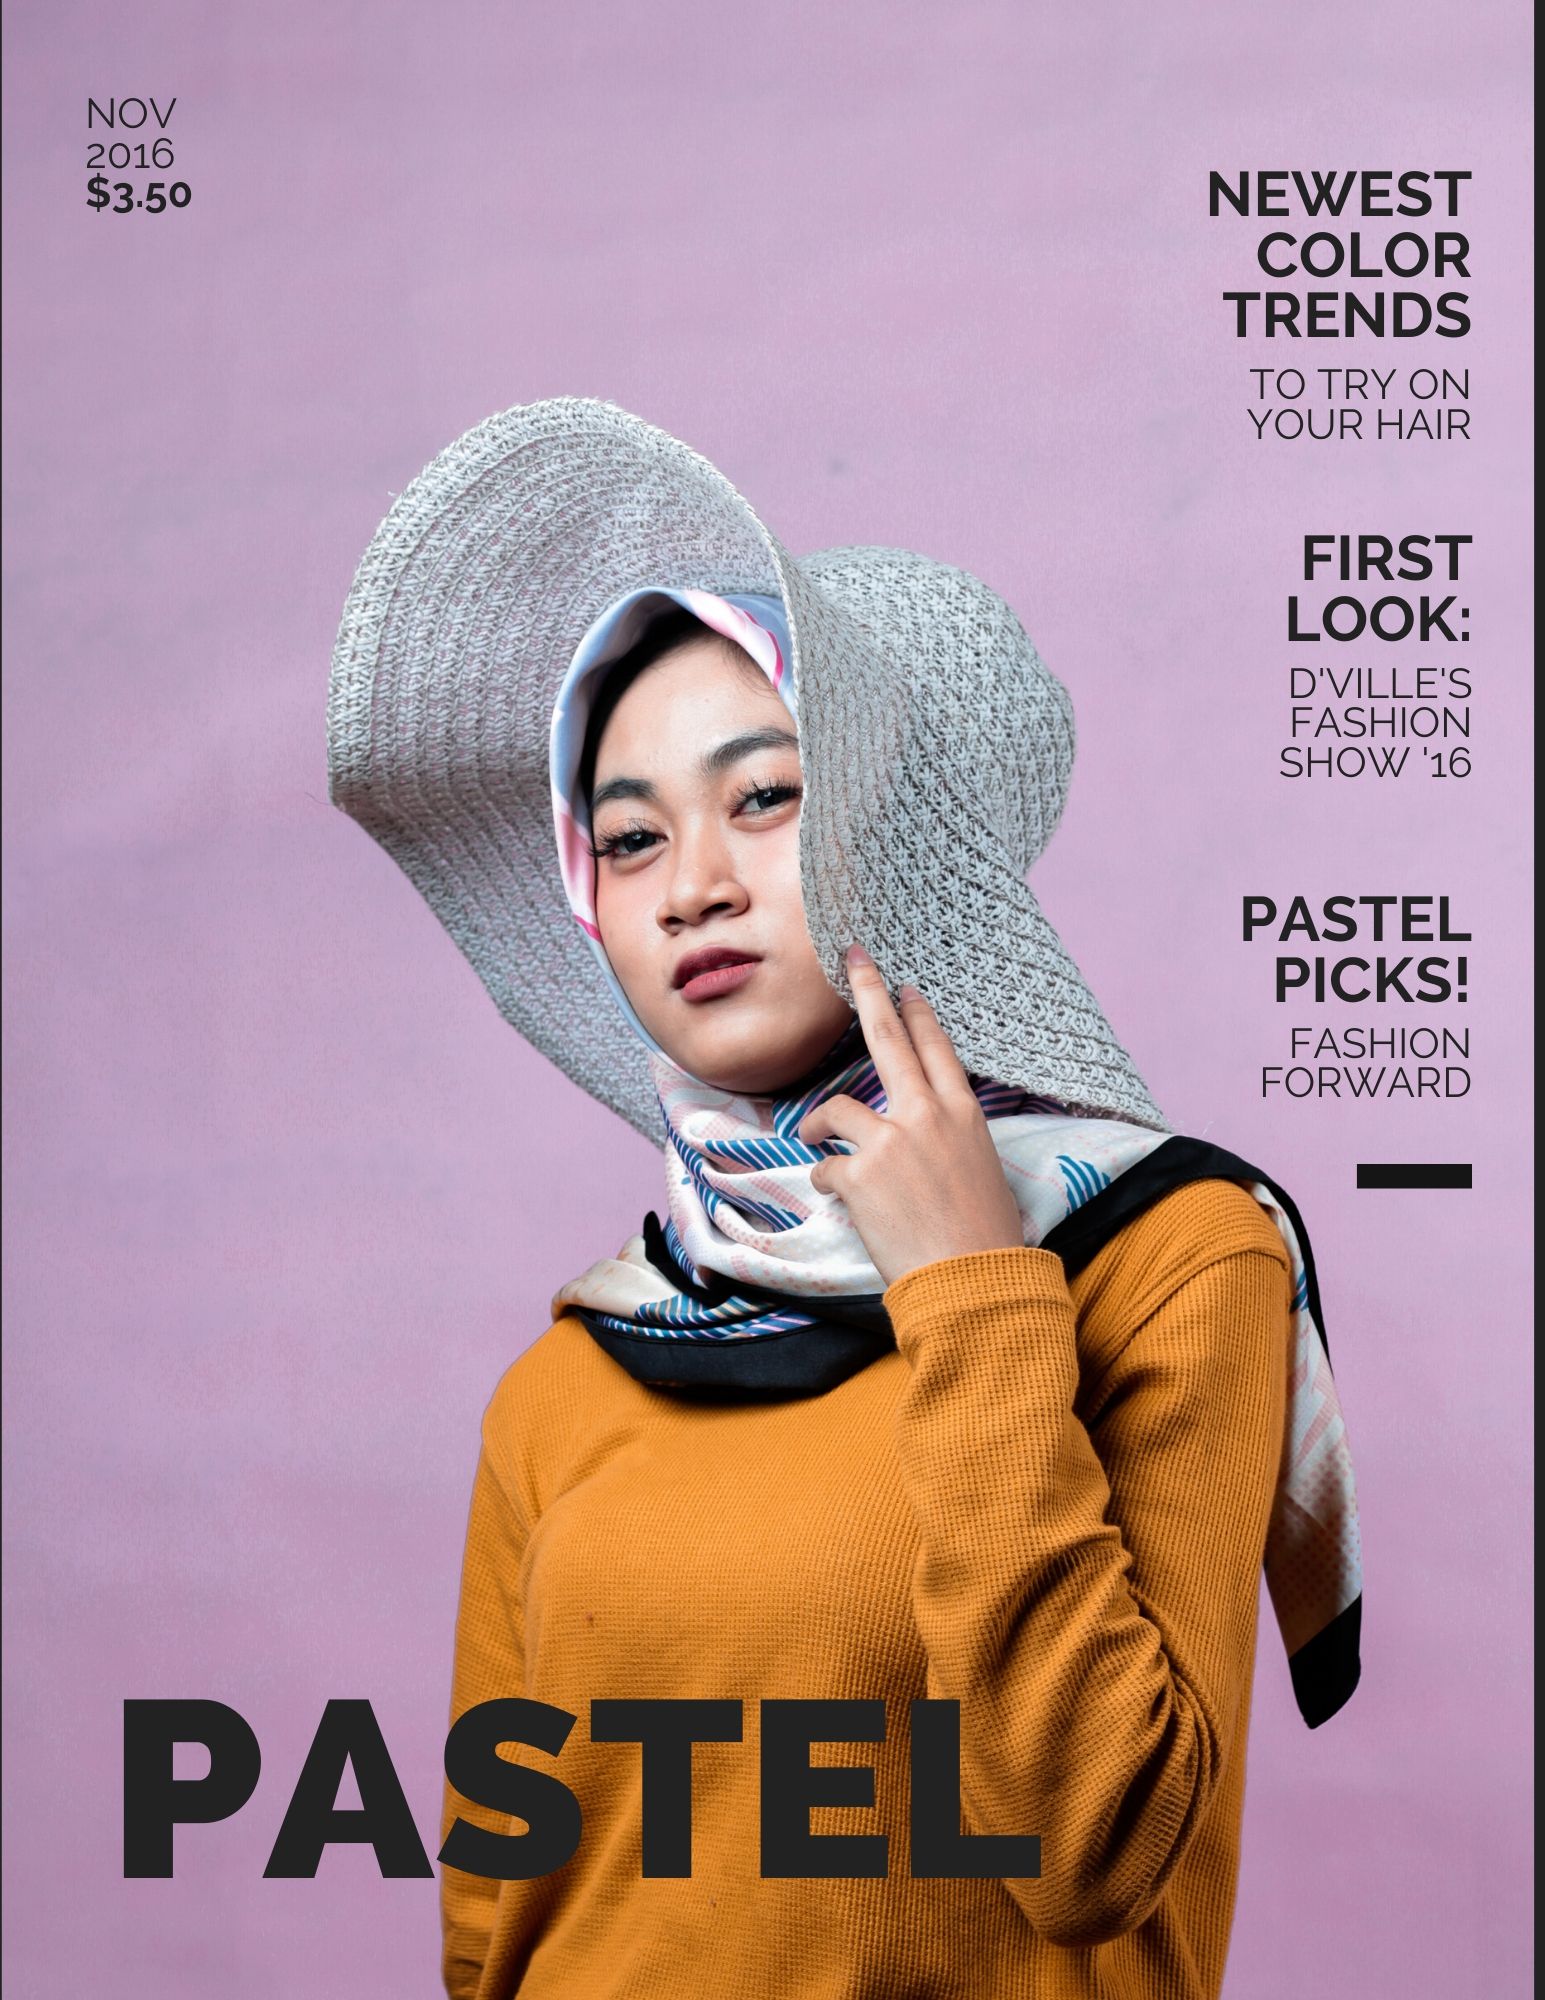 NOV
2016
$3.50
NEWEST
COLOR
TRENDS
TO TRY ON
YOUR HAIR
FIRST
LOOK:
D'VILLE'S
FASHION
SHOW '16
PASTEL
PICKS!
FASHION
FORWARD
PASTEL